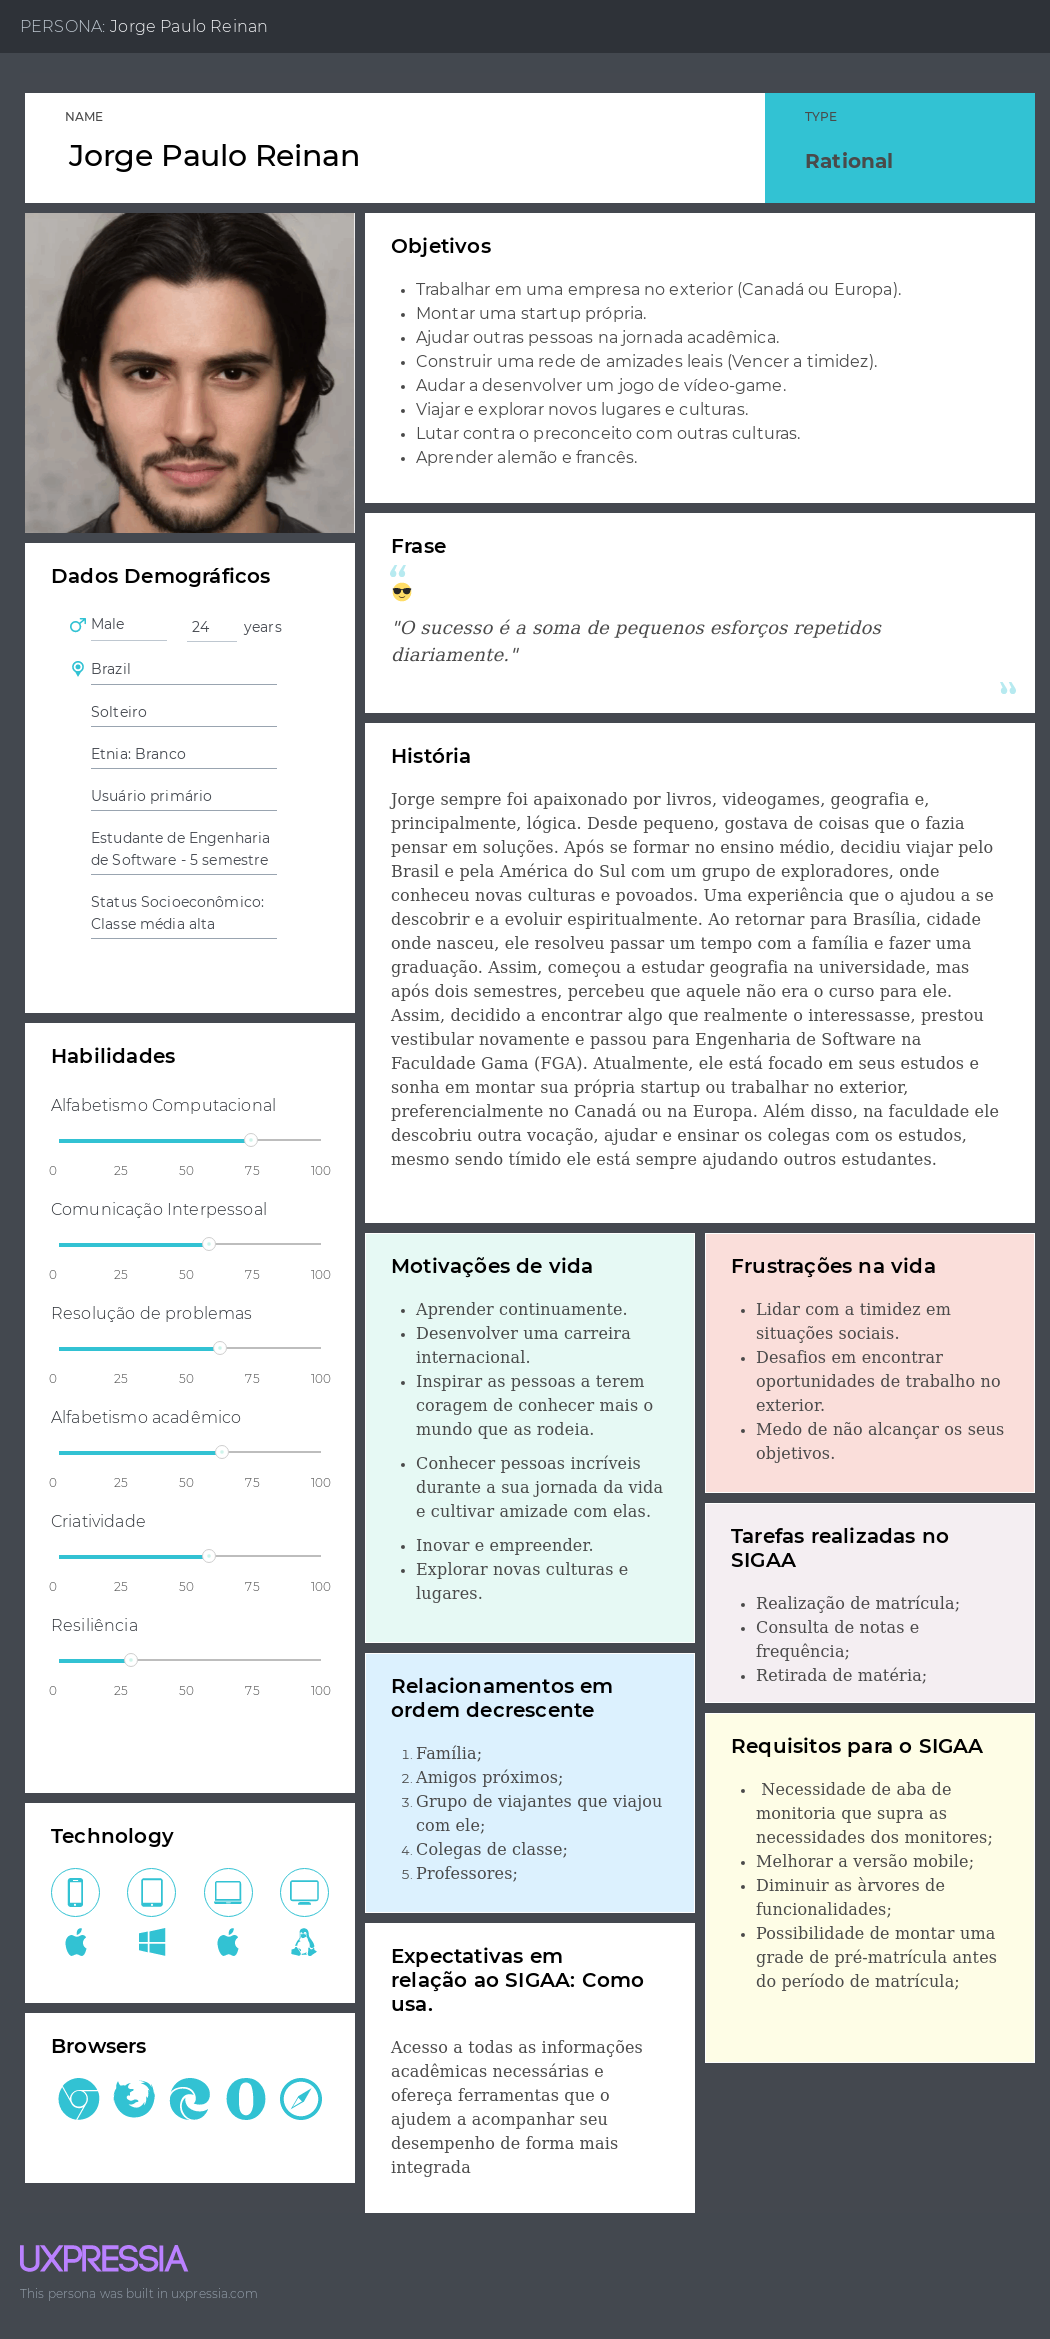 PERSONA: Jorge Paulo Reinan
NAME
Jorge Paulo Reinan
TYPE
Rational
Objetivos
• Trabalhar em uma empresa no exterior (Canadá ou Europa).
• Montar uma startup própria.
• Ajudar outras pessoas na jornada acadêmica.
• Construir uma rede de amizades leais (Vencer a timidez).
• Audar a desenvolver um jogo de vídeo-game.
• Viajar e explorar novos lugares e culturas.
• Lutar contra o preconceito com outras culturas.
• Aprender alemão e francês.
Frase
“
😎
"O sucesso é a soma de pequenos esforços repetidos
diariamente."
”
Dados Demográficos
Male 24 years
Brazil
Solteiro
Etnia: Branco
Usuário primário
Estudante de Engenharia
de Software - 5 semestre
Status Socioeconômico:
Classe média alta
História
Jorge sempre foi apaixonado por livros, videogames, geografia e,
principalmente, lógica. Desde pequeno, gostava de coisas que o fazia
pensar em soluções. Após se formar no ensino médio, decidiu viajar pelo
Brasil e pela América do Sul com um grupo de exploradores, onde
conheceu novas culturas e povoados. Uma experiência que o ajudou a se
descobrir e a evoluir espiritualmente. Ao retornar para Brasília, cidade
onde nasceu, ele resolveu passar um tempo com a família e fazer uma
graduação. Assim, começou a estudar geografia na universidade, mas
após dois semestres, percebeu que aquele não era o curso para ele.
Assim, decidido a encontrar algo que realmente o interessasse, prestou
vestibular novamente e passou para Engenharia de Software na
Faculdade Gama (FGA). Atualmente, ele está focado em seus estudos e
sonha em montar sua própria startup ou trabalhar no exterior,
preferencialmente no Canadá ou na Europa. Além disso, na faculdade ele
descobriu outra vocação, ajudar e ensinar os colegas com os estudos,
mesmo sendo tímido ele está sempre ajudando outros estudantes.
Habilidades
Alfabetismo Computacional
0 25 50 75 100
Comunicação Interpessoal
0 25 50 75 100
Resolução de problemas
0 25 50 75 100
Alfabetismo acadêmico
0 25 50 75 100
Criatividade
0 25 50 75 100
Resiliência
0 25 50 75 100
Motivações de vida
• Aprender continuamente.
• Desenvolver uma carreira
internacional.
• Inspirar as pessoas a terem
coragem de conhecer mais o
mundo que as rodeia.
• Conhecer pessoas incríveis
durante a sua jornada da vida
e cultivar amizade com elas.
• Inovar e empreender.
• Explorar novas culturas e
lugares.
Frustrações na vida
• Lidar com a timidez em
situações sociais.
• Desafios em encontrar
oportunidades de trabalho no
exterior.
• Medo de não alcançar os seus
objetivos.
Tarefas realizadas no
SIGAA
• Realização de matrícula;
• Consulta de notas e
frequência;
• Retirada de matéria;
Relacionamentos em
ordem decrescente
1. Família;
2. Amigos próximos;
3. Grupo de viajantes que viajou
com ele;
4. Colegas de classe;
5. Professores;
Requisitos para o SIGAA
• Necessidade de aba de
monitoria que supra as
necessidades dos monitores;
• Melhorar a versão mobile;
• Diminuir as àrvores de
funcionalidades;
• Possibilidade de montar uma
grade de pré-matrícula antes
do período de matrícula;
Technology
Browsers
Expectativas em
relação ao SIGAA: Como
usa.
Acesso a todas as informações
acadêmicas necessárias e
ofereça ferramentas que o
ajudem a acompanhar seu
desempenho de forma mais
integrada
UXPRESSIA
This persona was built in uxpressia.com